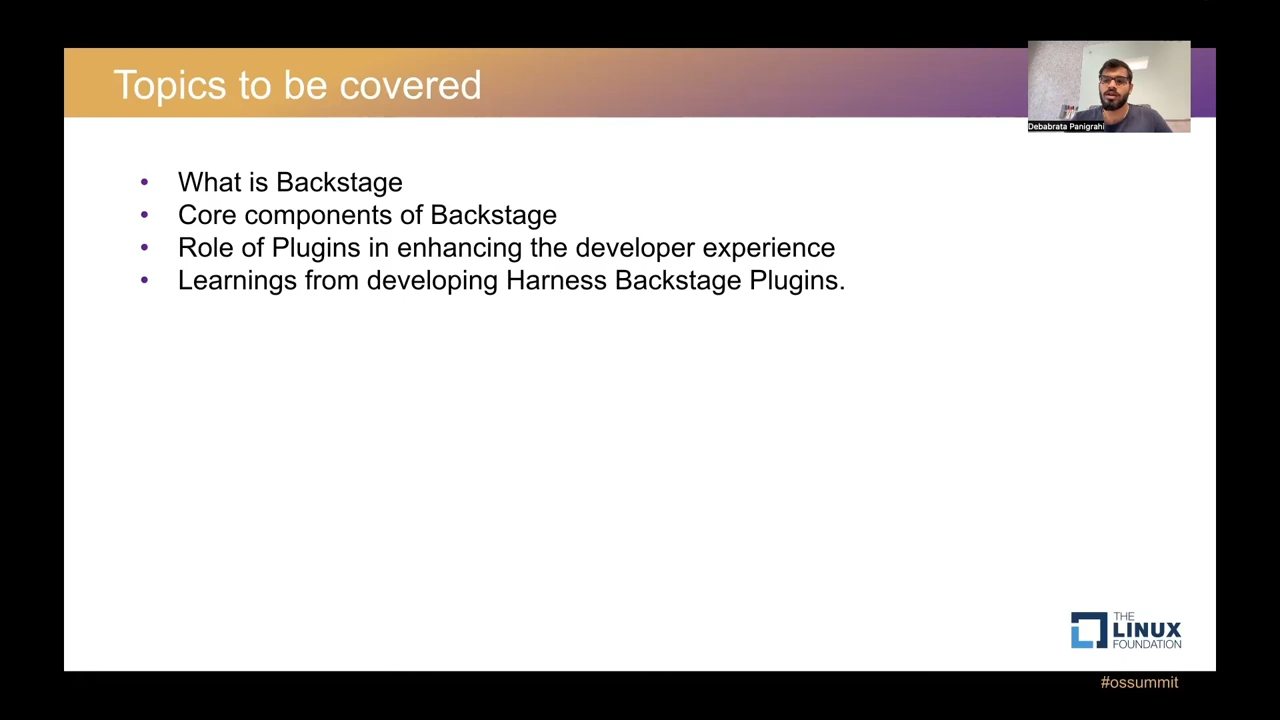 Topics to be covered
Debabrata Panigrahi
• What is Backstage
• Core components of Backstage
• Role of Plugins in enhancing the developer experience
• Learnings from developing Harness Backstage Plugins.
THE
LINUX
FOUNDATION
#ossummit